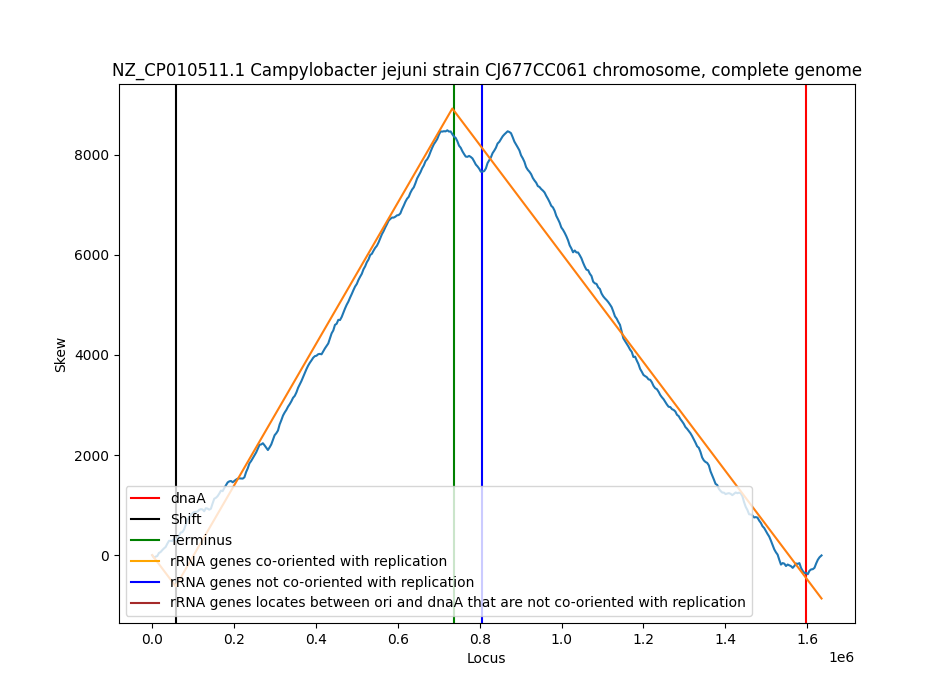 NZ_CP010511.1 Campylobacter jejuni strain CJ677CC061 chromosome, complete genome
8000
6000
4000
2000
0
Skew
dnaA
Shift
Terminus
rRNA genes co-oriented with replication
rRNA genes not co-oriented with replication
rRNA genes locates between ori and dnaA that are not co-oriented with replication
0.0 0.2 0.4 0.6 0.8 1.0 1.2 1.4 1.6
1e6
Locus